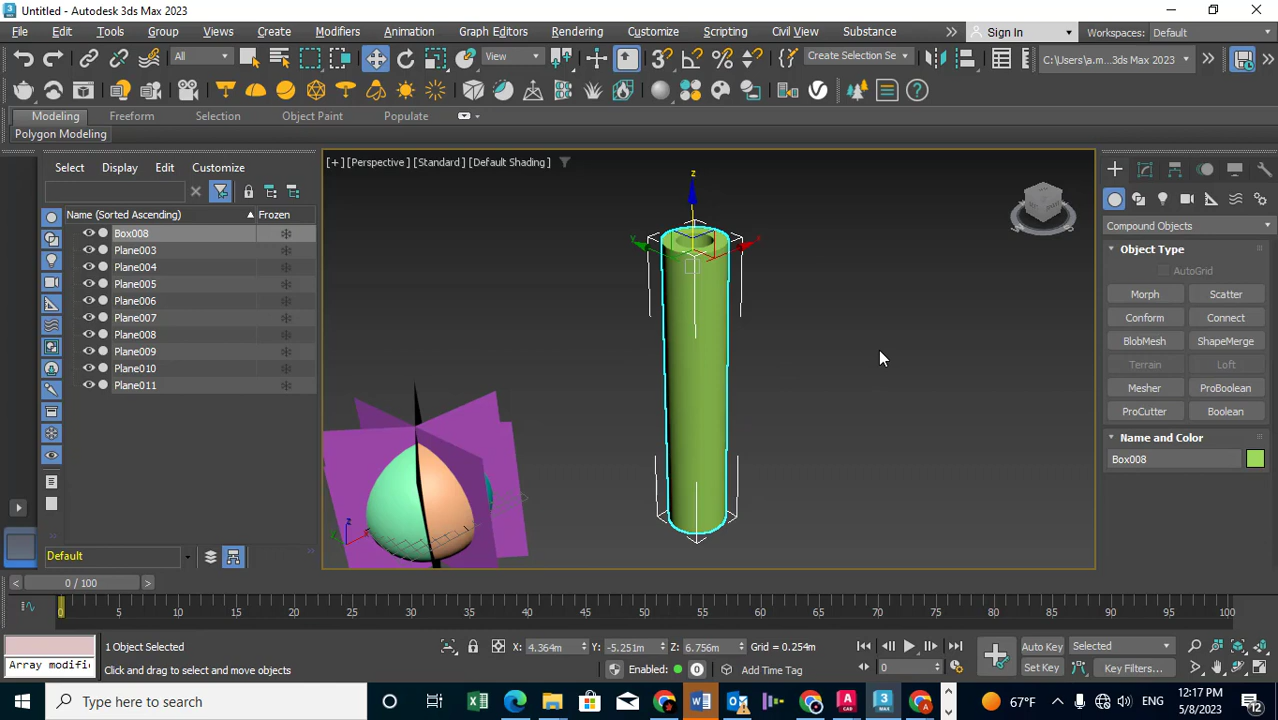 Untitled - Autodesk 3ds Max 2023
File Edit Tools Group Views Create Modifiers Animation Graph Editors Rendering Customize Scripting Civil View Substance Sign In Workspaces: Default
All View Create Selection Se C:\Users\a.m...3ds Max 2023
Modeling Freeform Selection Object Paint Populate
Polygon Modeling
Select Display Edit Customize
[+] [Perspective] [Standard] [Default Shading]
Name (Sorted Ascending) Frozen
Box008
Plane003
Plane004
Plane005
Plane006
Plane007
Plane008
Plane009
Plane010
Plane011
z
y
x
z
Compound Objects
Object Type
AutoGrid
Morph Scatter
Conform Connect
BlobMesh ShapeMerge
Terrain Loft
Mesher ProBoolean
ProCutter Boolean
Name and Color
Box008
Default
0 / 100
0 5 10 15 20 25 30 35 40 45 50 55 60 65 70 75 80 85 90 95 100
1 Object Selected X: 4.364m Y: -5.251m Z: 6.756m Grid = 0.254m Auto Key Selected
Array modifi Click and drag to select and move objects Enabled: 0 Add Time Tag 0 Set Key Key Filters...
Type here to search 67°F ENG 12:17 PM 5/8/2023 12